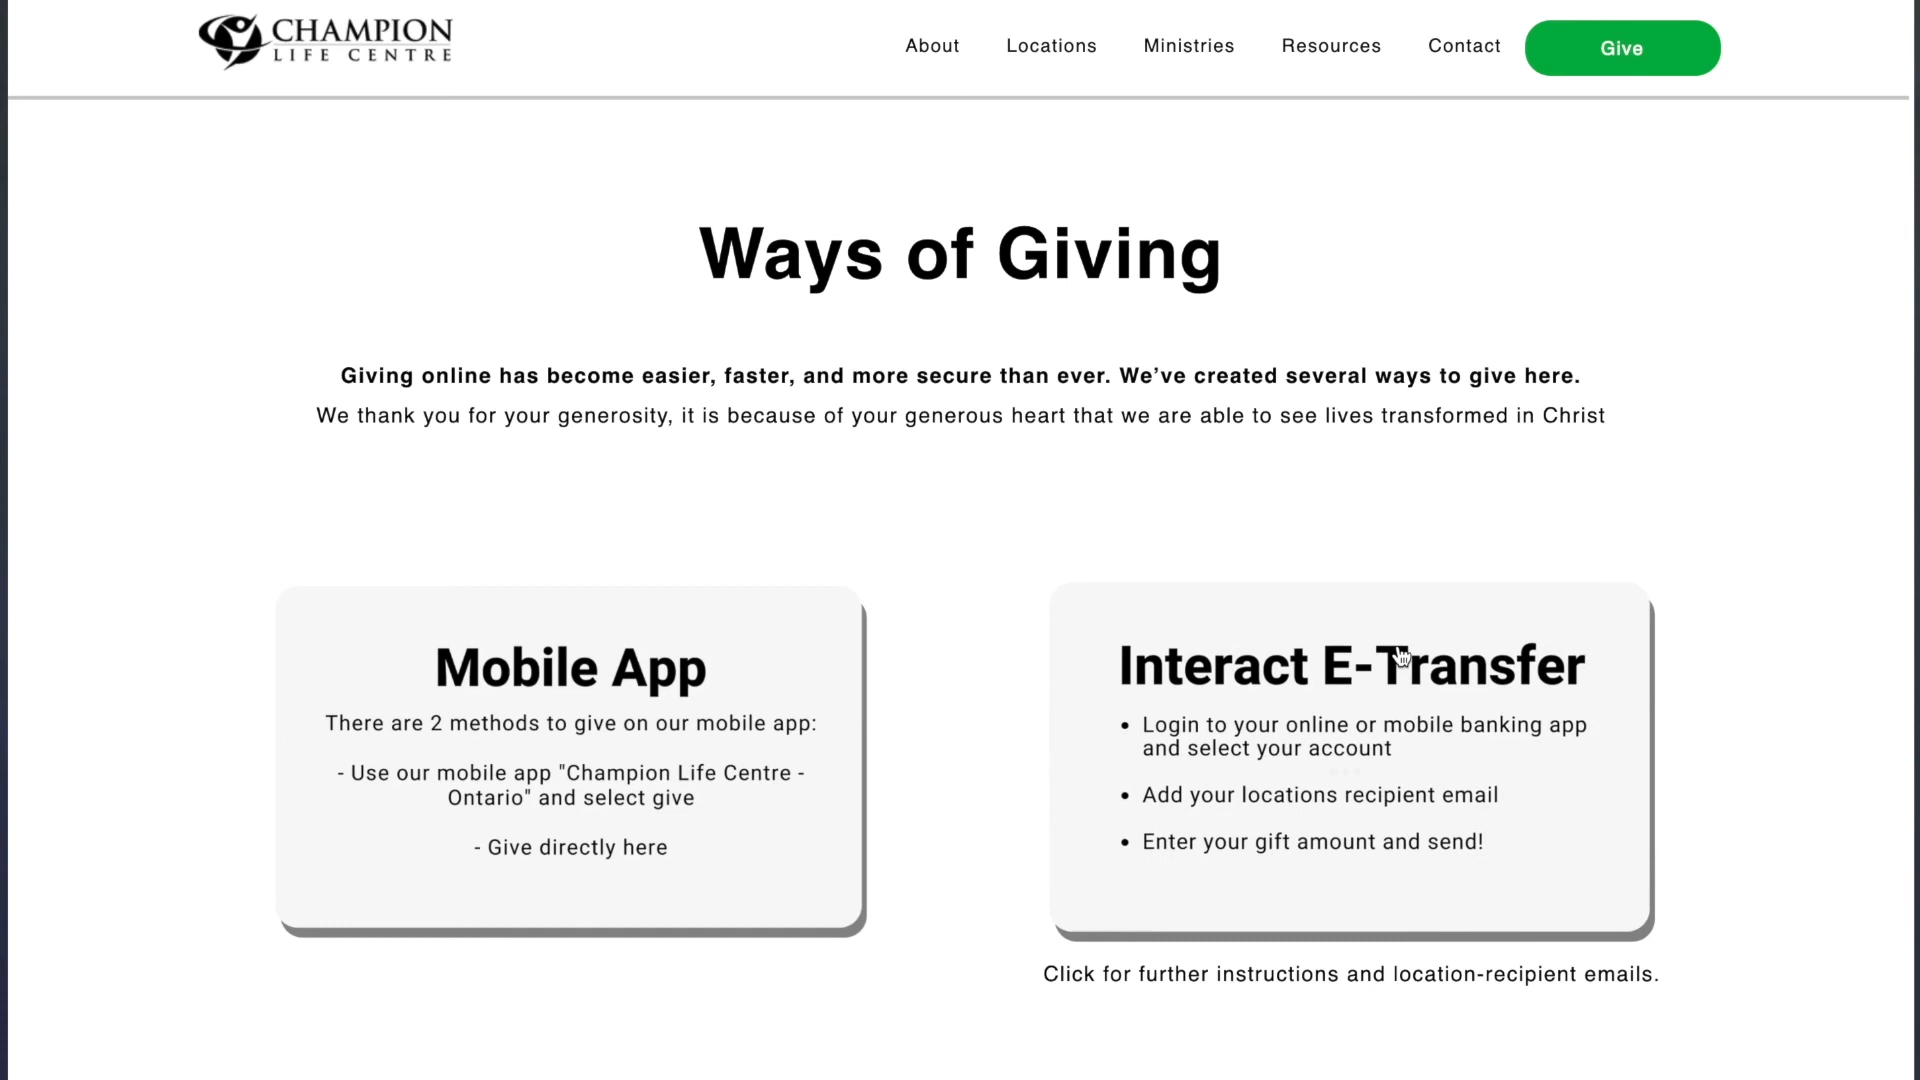 CHAMPION
LIFE CENTRE
About
Locations
Ministries
Resources
Contact
Give
Ways of Giving
Giving online has become easier, faster, and more secure than ever. We’ve created several ways to give here.
We thank you for your generosity, it is because of your generous heart that we are able to see lives transformed in Christ
Mobile App
There are 2 methods to give on our mobile app:
- Use our mobile app "Champion Life Centre -
Ontario" and select give
- Give directly here
Interact E-Transfer
• Login to your online or mobile banking app
and select your account
• Add your locations recipient email
• Enter your gift amount and send!
Click for further instructions and location-recipient emails.